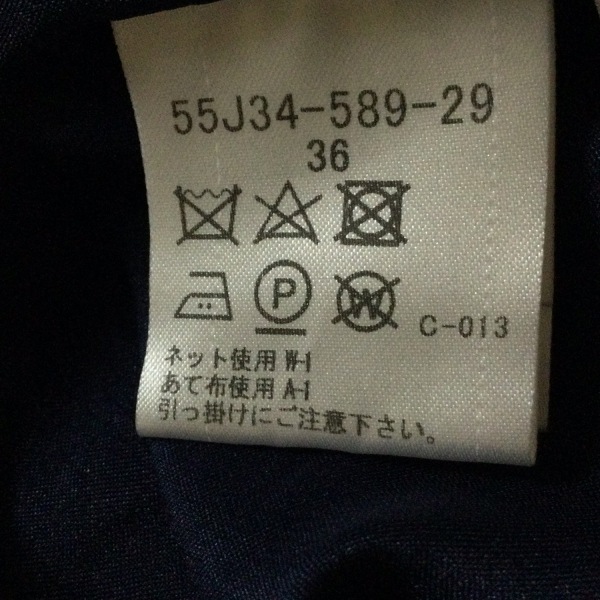 55J34-589-29
36
P W C-013
ネット使用 W-1
あて布使用 A-1
引っ掛けにご注意下さい。